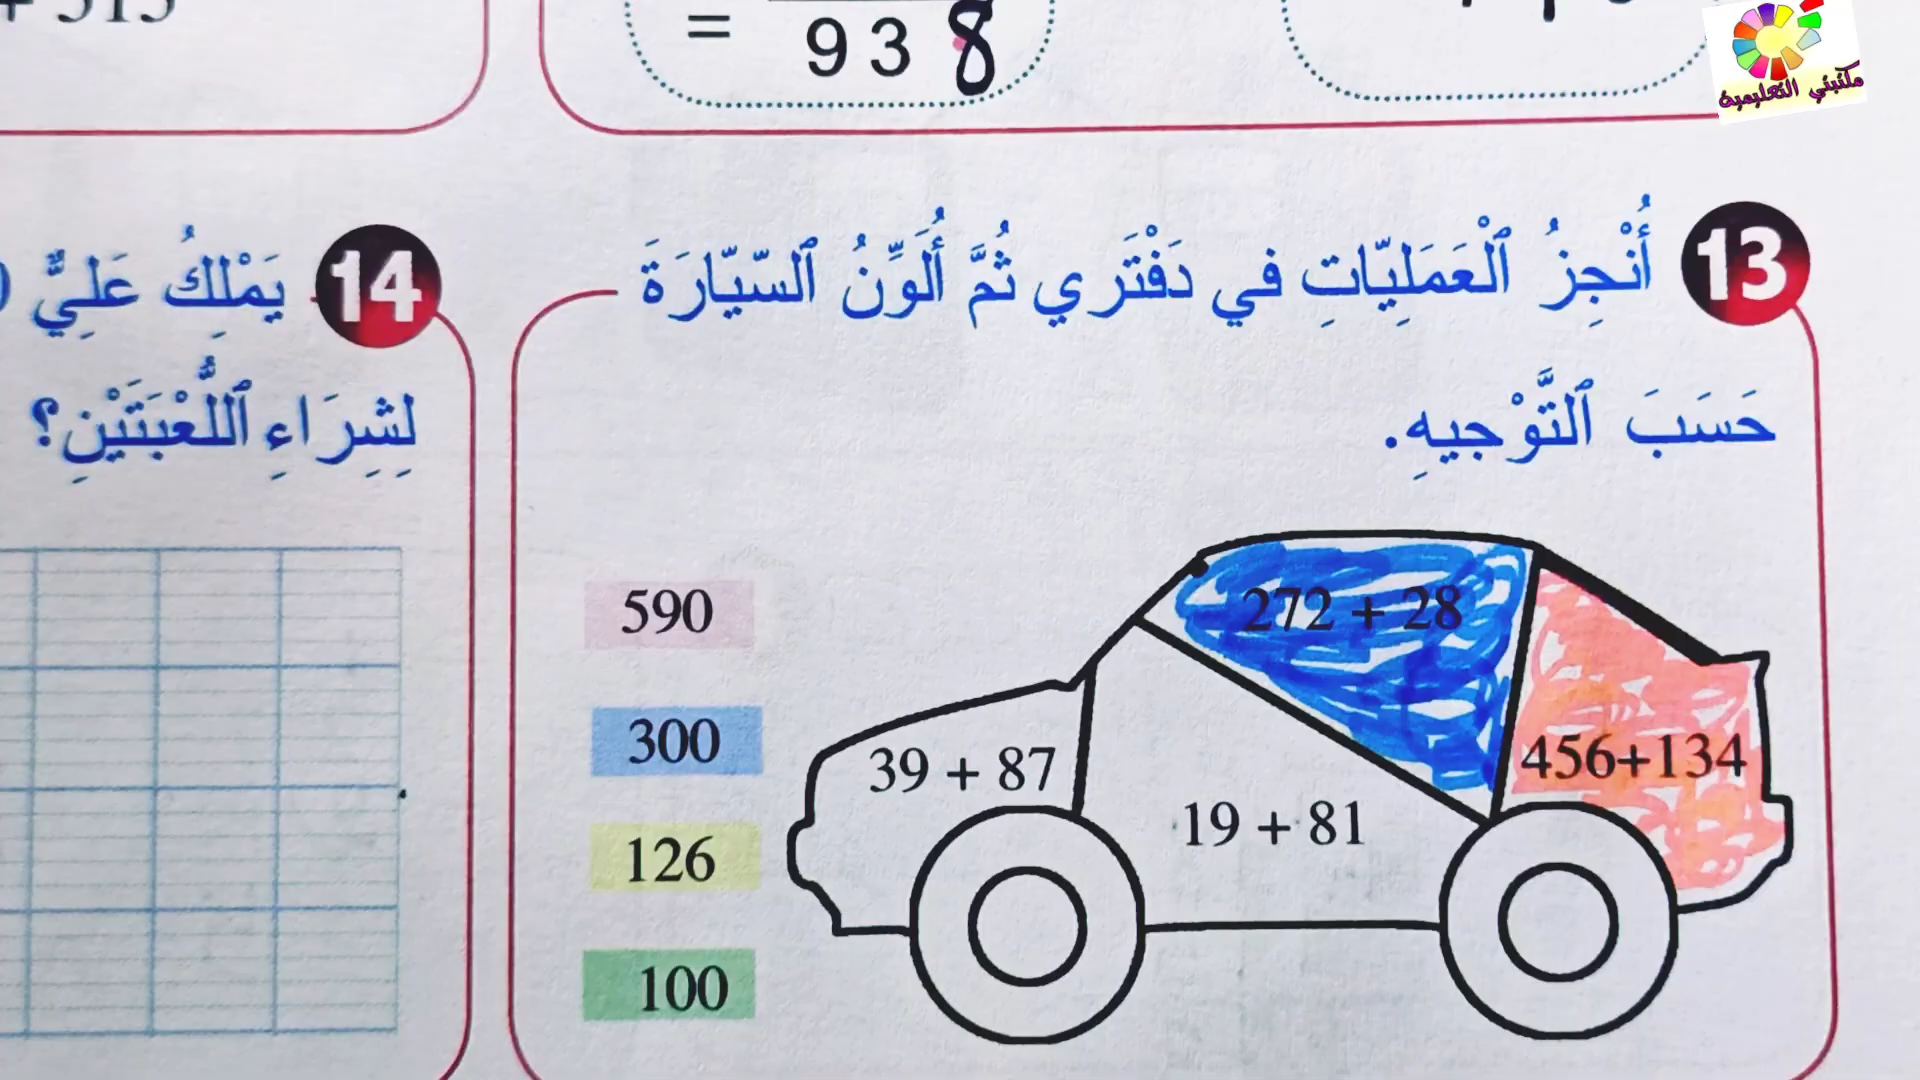 + 515
= 938
مكتبتي التعليمية
13 أُنْجِزُ ٱلْعَمَلِيّاتِ في دَفْتَري ثُمَّ أُلَوِّنُ ٱلسّيّارَةَ
حَسَبَ ٱلتَّوْجيهِ.
590
300
126
100
272 + 28
456+134
39 + 87
19 + 81
14 يَمْلِكُ عَلِيٌّ
لِشِرَاءِ ٱللُّعْبَتَيْنِ؟